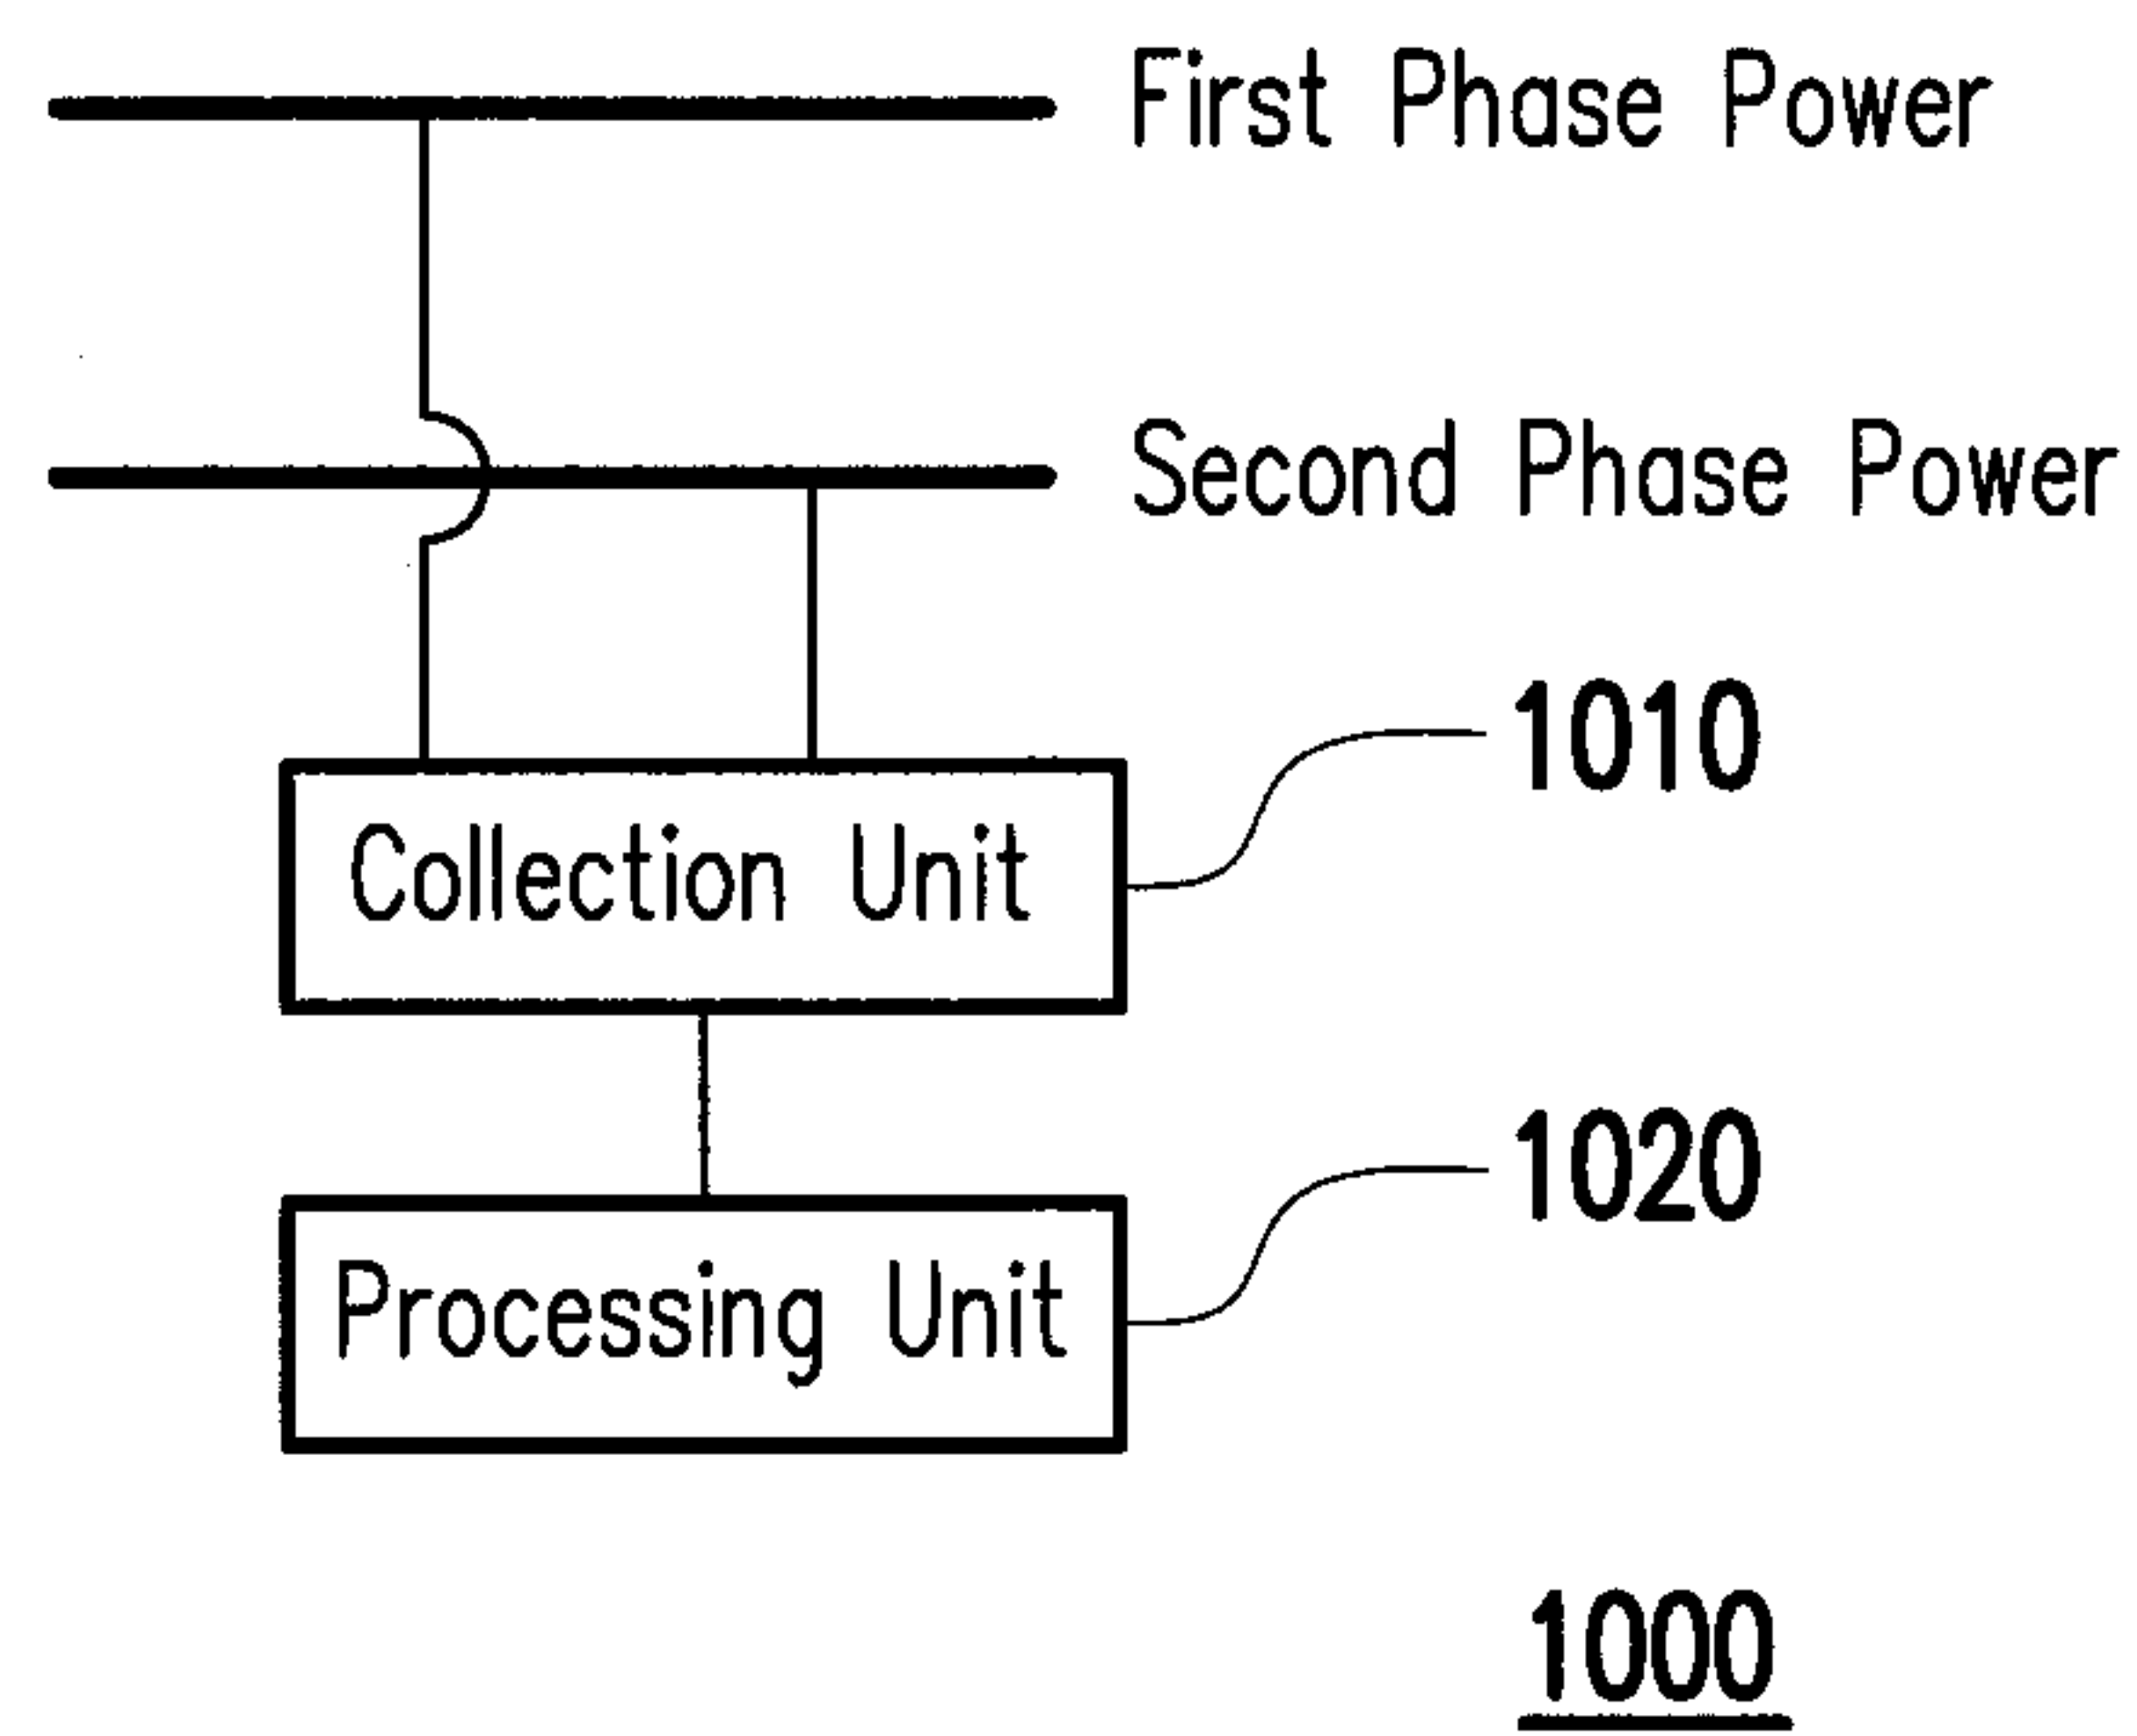 First Phase Power
Second Phase Power
1010
Collection Unit
1020
Processing Unit
1000